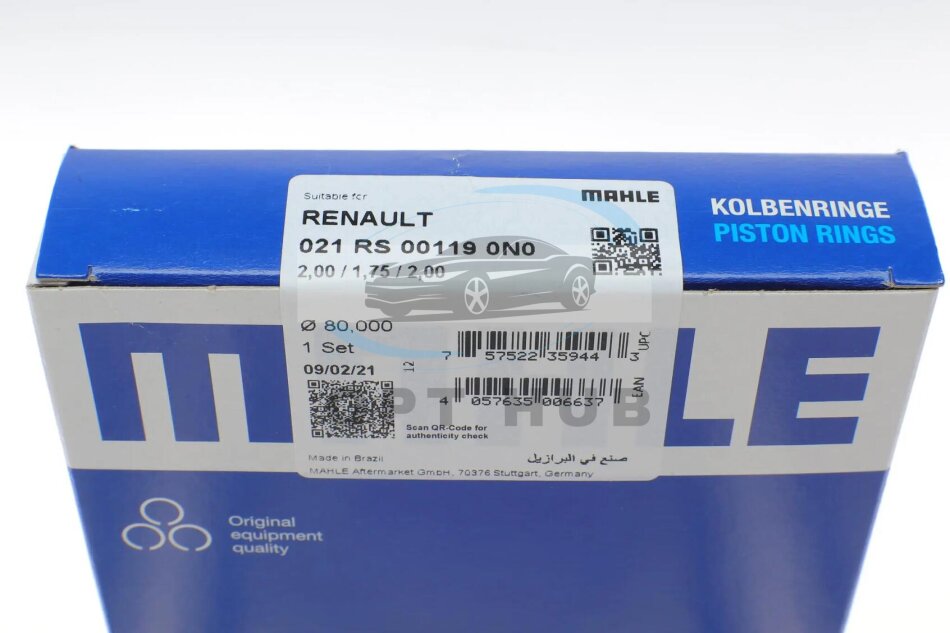 Suitable for
RENAULT
021 RS 00119 0N0
2,00 / 1,75 / 2,00
MAHLE
KOLBENRINGE
PISTON RINGS
Ø 80,000
1 Set
09/02/21
12
7 57522 35944 3
UPC
4 057635 006637
EAN
Scan QR-Code for
authenticity check
Made in Brazil
صنع في البرازيل
MAHLE Aftermarket GmbH, 70376 Stuttgart, Germany
PT HUB
Original
equipment
quality